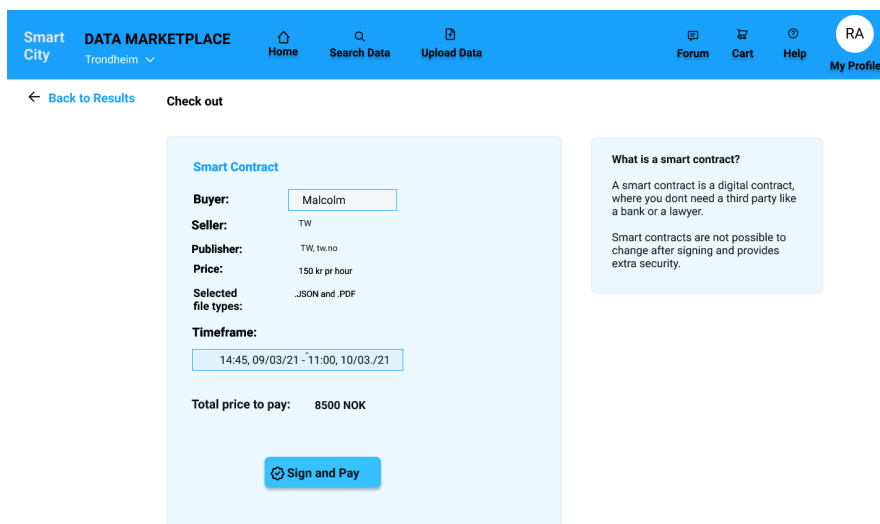 Smart City
DATA MARKETPLACE
Trondheim
Home
Search Data
Upload Data
Forum
Cart
Help
RA
My Profile
Back to Results
Check out
Smart Contract
Buyer: Malcolm
Seller: TW
Publisher: TW, tw.no
Price: 150 kr pr hour
Selected file types: .JSON and .PDF
Timeframe:
14:45, 09/03/21 - 11:00, 10/03./21
Total price to pay: 8500 NOK
Sign and Pay
What is a smart contract?
A smart contract is a digital contract,
where you dont need a third party like
a bank or a lawyer.
Smart contracts are not possible to
change after signing and provides
extra security.